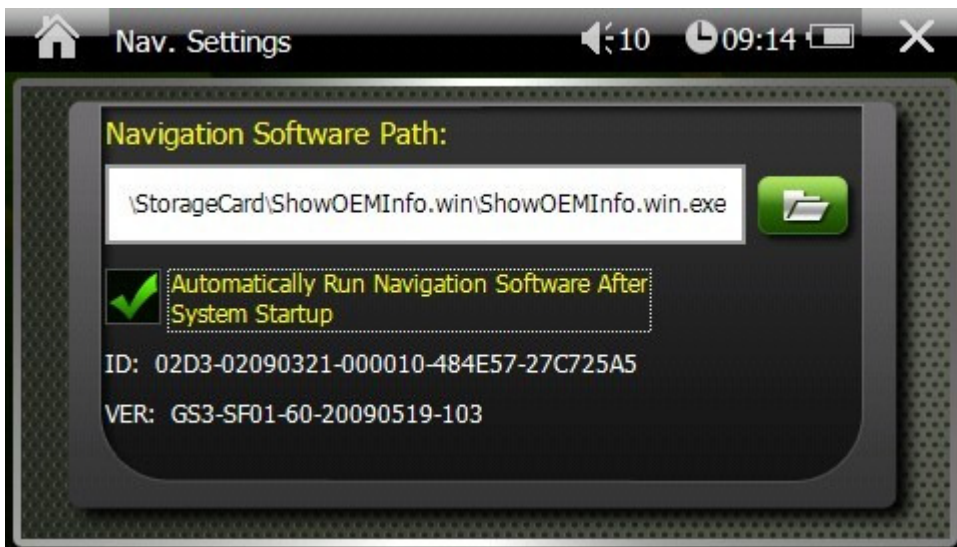 Nav. Settings 10 09:14
Navigation Software Path:
\StorageCard\ShowOEMInfo.win\ShowOEMInfo.win.exe
Automatically Run Navigation Software After
System Startup
ID: 02D3-02090321-000010-484E57-27C725A5
VER: GS3-SF01-60-20090519-103